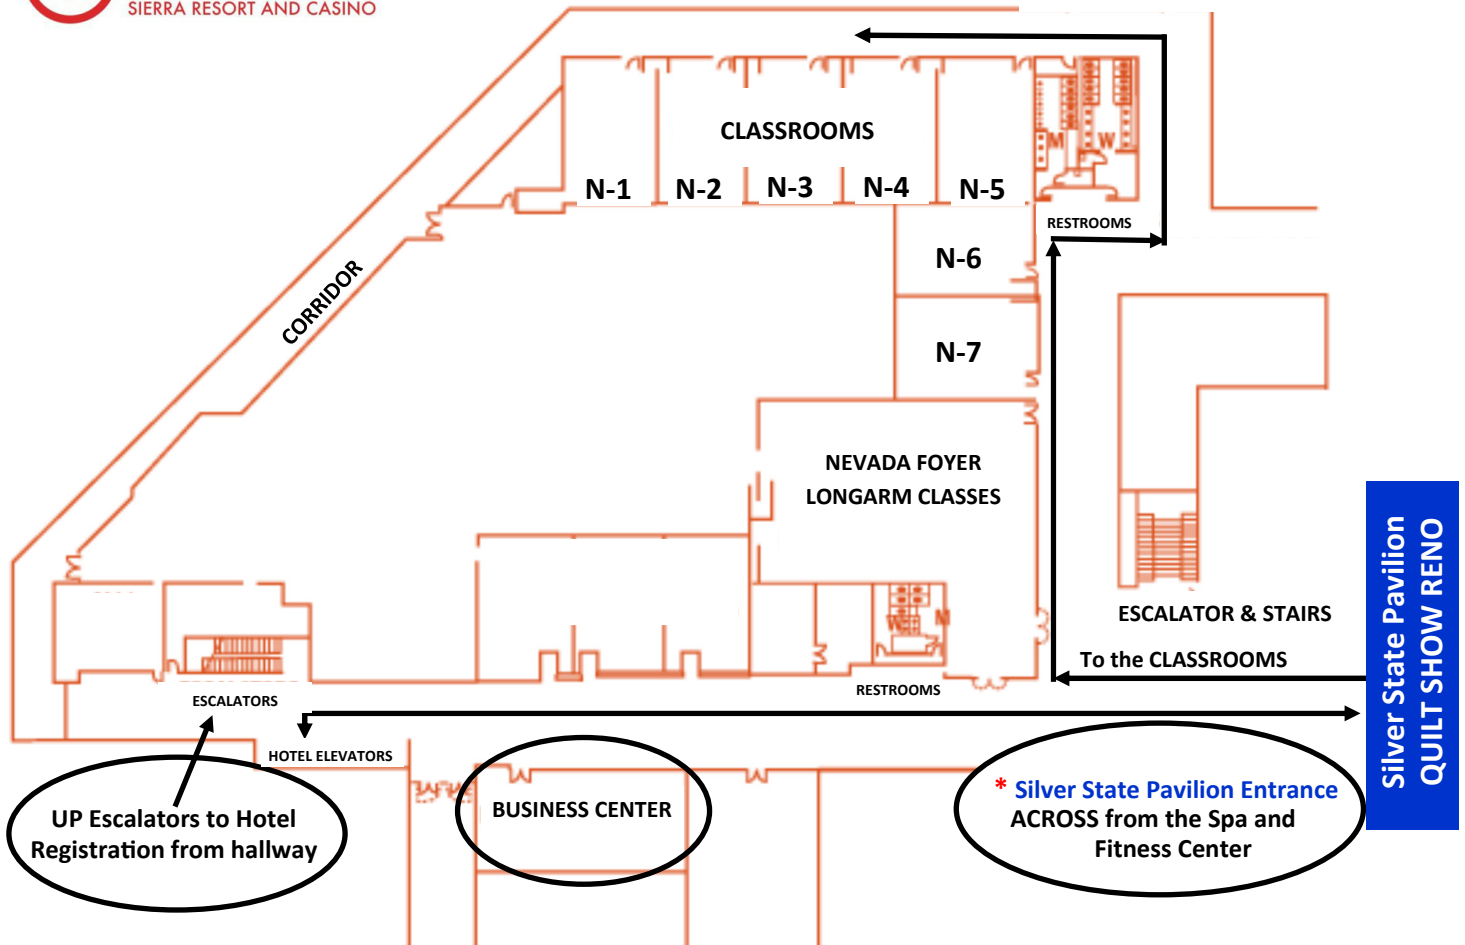 SIERRA RESORT AND CASINO
CLASSROOMS
N-1
N-2
N-3
N-4
N-5
M
W
RESTROOMS
N-6
CORRIDOR
N-7
NEVADA FOYER
LONGARM CLASSES
Silver State Pavilion
QUILT SHOW RENO
ESCALATOR & STAIRS
W
M
To the CLASSROOMS
RESTROOMS
ESCALATORS
HOTEL ELEVATORS
UP Escalators to Hotel
Registration from hallway
BUSINESS CENTER
* Silver State Pavilion Entrance
ACROSS from the Spa and
Fitness Center